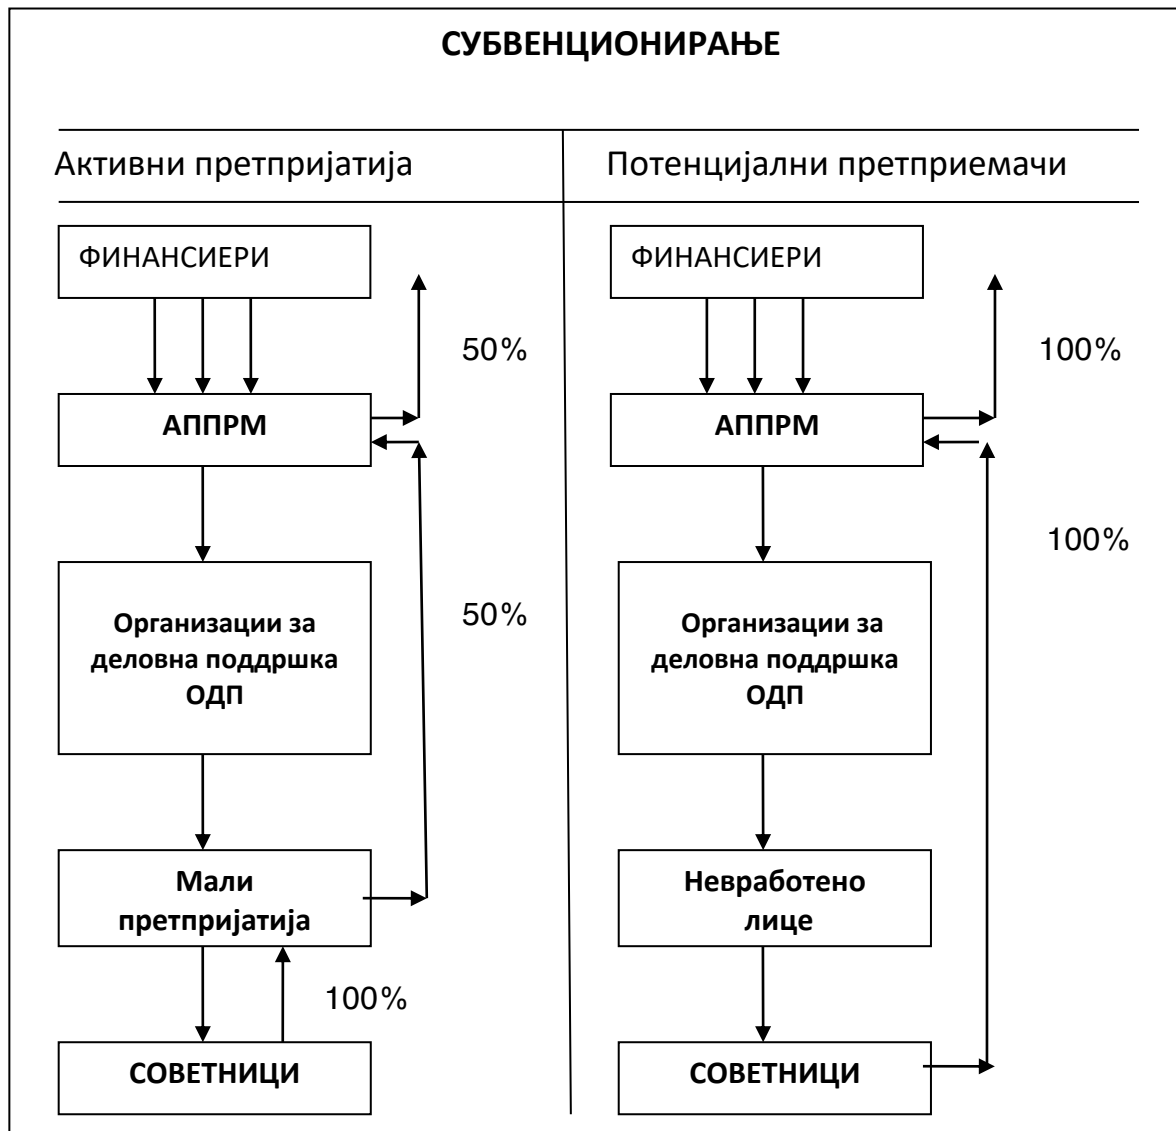 СУБВЕНЦИОНИРАЊЕ
Активни претпријатија
ФИНАНСИЕРИ
50%
АППРМ
Организации за
деловна поддршка
ОДП
50%
Мали
претпријатија
100%
СОВЕТНИЦИ
Потенцијални претприемачи
ФИНАНСИЕРИ
100%
АППРМ
100%
Организации за
деловна поддршка
ОДП
Невработено
лице
СОВЕТНИЦИ